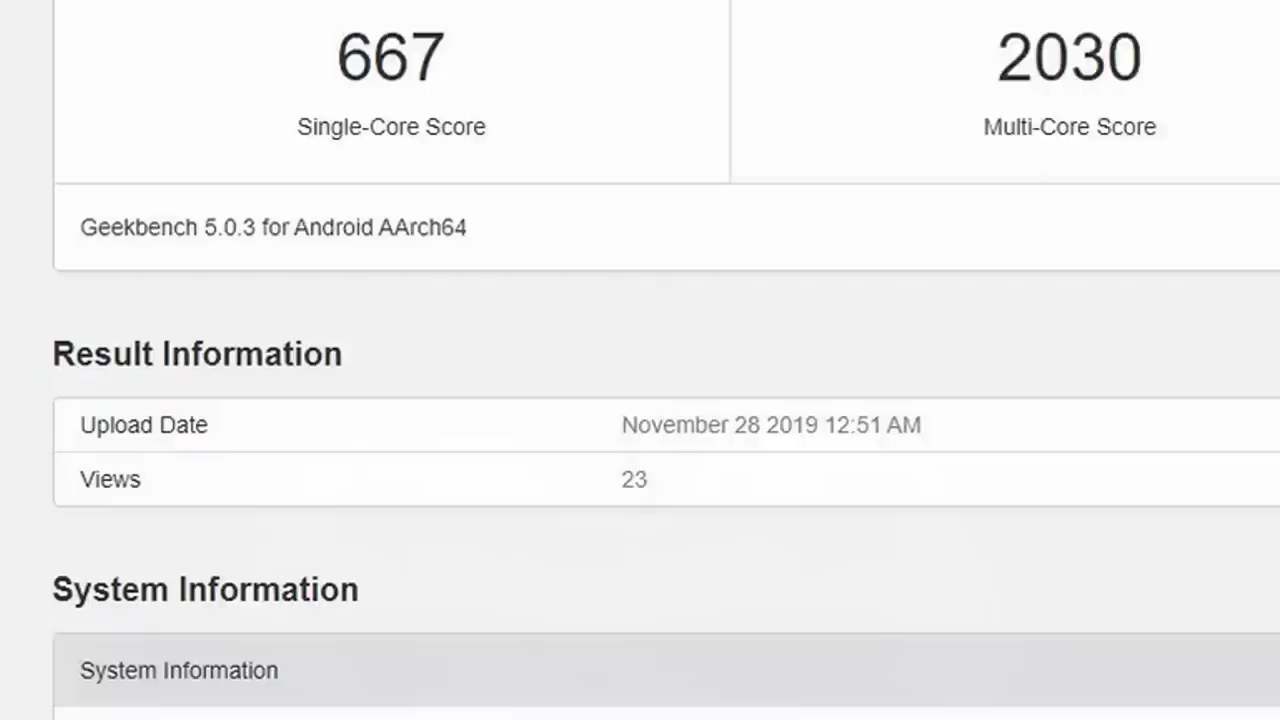 667 2030
Single-Core Score Multi-Core Score
Geekbench 5.0.3 for Android AArch64
Result Information
Upload Date November 28 2019 12:51 AM
Views 23
System Information
System Information